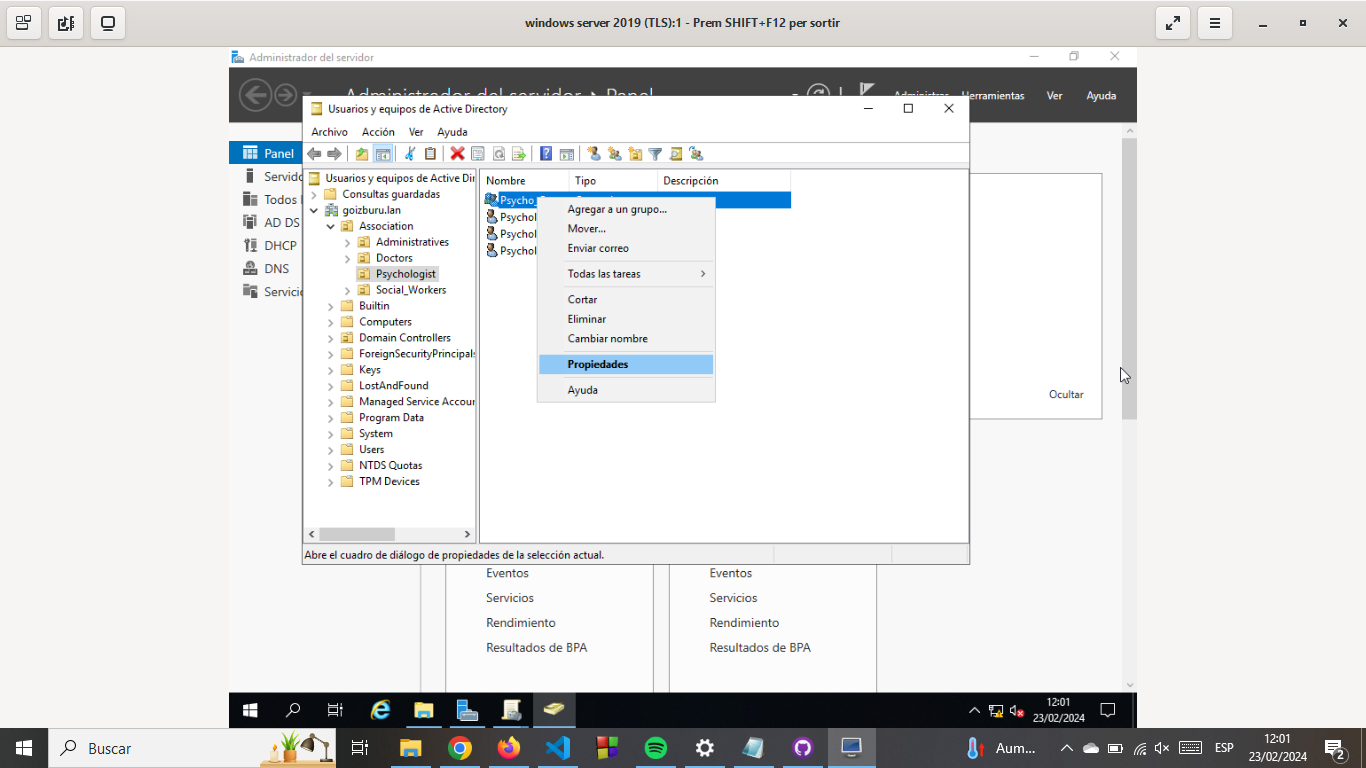 windows server 2019 (TLS):1 - Prem SHIFT+F12 per sortir
Administrador del servidor
Administrador del servidor ▸ Panel
Administrar
Herramientas
Ver
Ayuda
Usuarios y equipos de Active Directory
Archivo
Acción
Ver
Ayuda
Panel
Servido
Todos l
AD DS
DHCP
DNS
Servicio
Usuarios y equipos de Active Dir
Consultas guardadas
goizburu.lan
Association
Administratives
Doctors
Psychologist
Social_Workers
Builtin
Computers
Domain Controllers
ForeignSecurityPrincipals
Keys
LostAndFound
Managed Service Accour
Program Data
System
Users
NTDS Quotas
TPM Devices
Nombre
Tipo
Descripción
Psycho_
Psychol
Psychol
Psychol
Agregar a un grupo...
Mover...
Enviar correo
Todas las tareas
Cortar
Eliminar
Cambiar nombre
Propiedades
Ayuda
Ocultar
Abre el cuadro de diálogo de propiedades de la selección actual.
Eventos
Servicios
Rendimiento
Resultados de BPA
Eventos
Servicios
Rendimiento
Resultados de BPA
12:01
23/02/2024
Buscar
Aum...
ESP
12:01
23/02/2024
2